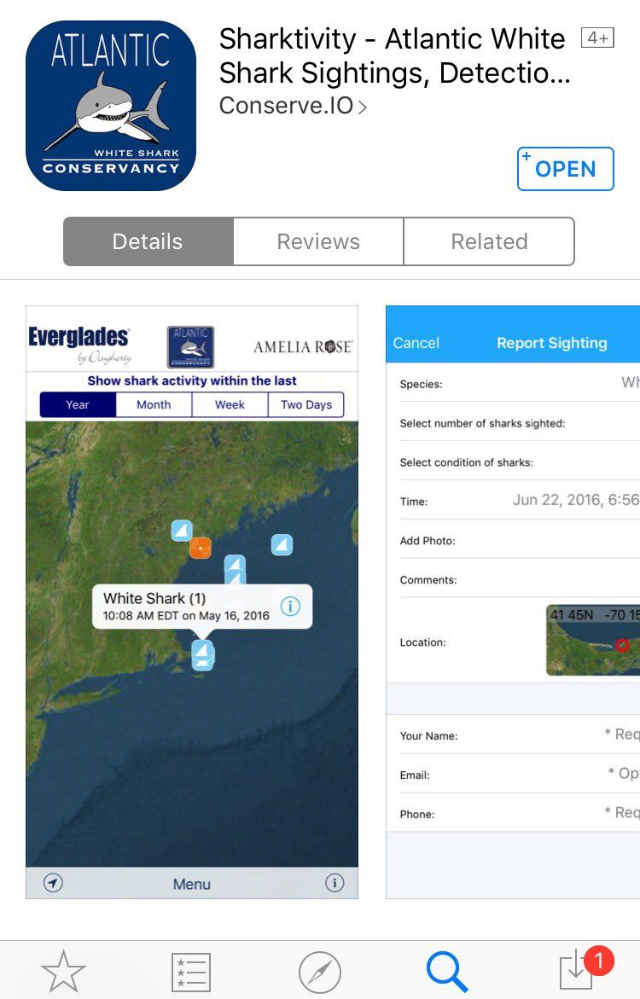 ATLANTIC
WHITE SHARK
CONSERVANCY
Sharktivity - Atlantic White
Shark Sightings, Detectio...
4+
Conserve.IO >
+ OPEN
Details
Reviews
Related
Everglades
by Dougherty
ATLANTIC
WHITE SHARK
CONSERVANCY
AMELIA ROSE
Show shark activity within the last
Year
Month
Week
Two Days
White Shark (1)
10:08 AM EDT on May 16, 2016
i
Menu
i
Cancel
Report Sighting
Species:
Wh
Select number of sharks sighted:
Select condition of sharks:
Time:
Jun 22, 2016, 6:56
Add Photo:
Comments:
Location:
41 45N -70 15
Your Name:
* Req
Email:
* Op
Phone:
* Req
1